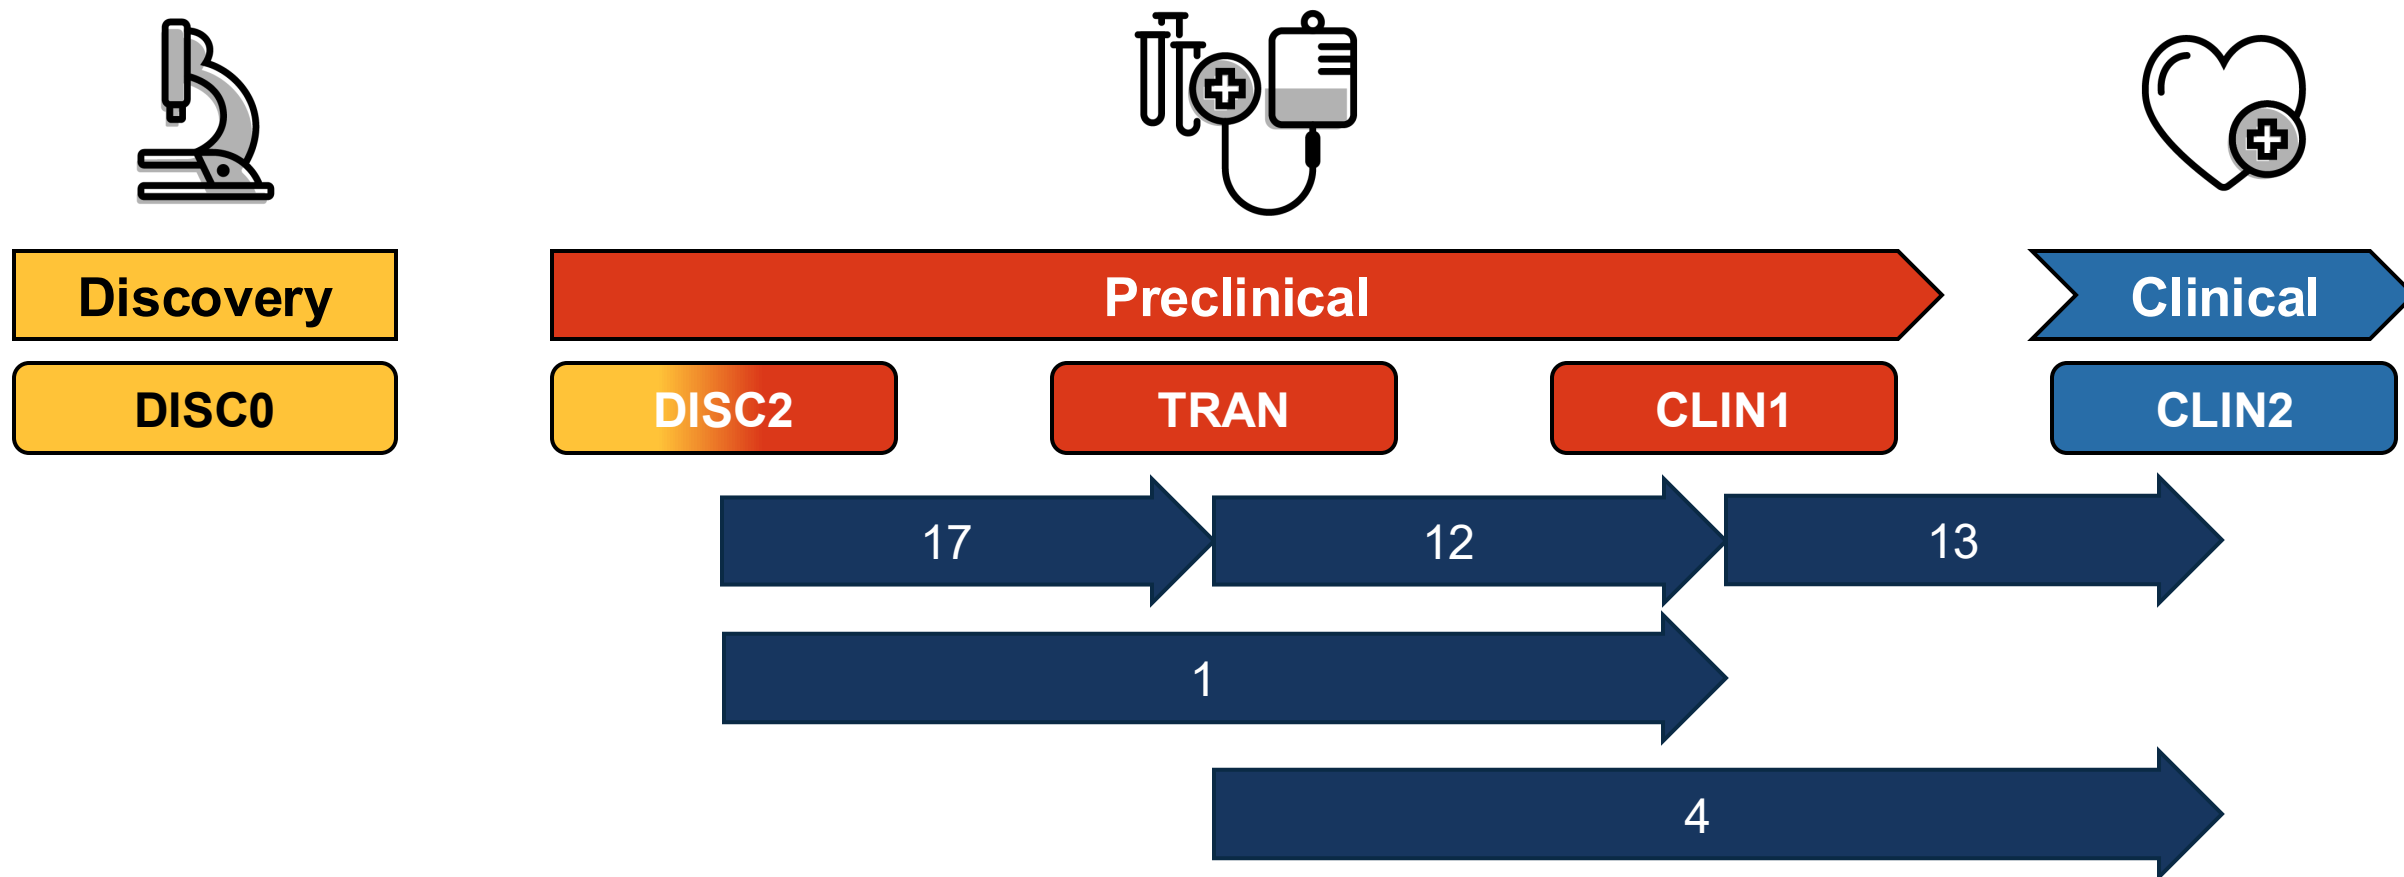 Discovery
Preclinical
Clinical
DISC0
DISC2
TRAN
CLIN1
CLIN2
17
12
13
1
4